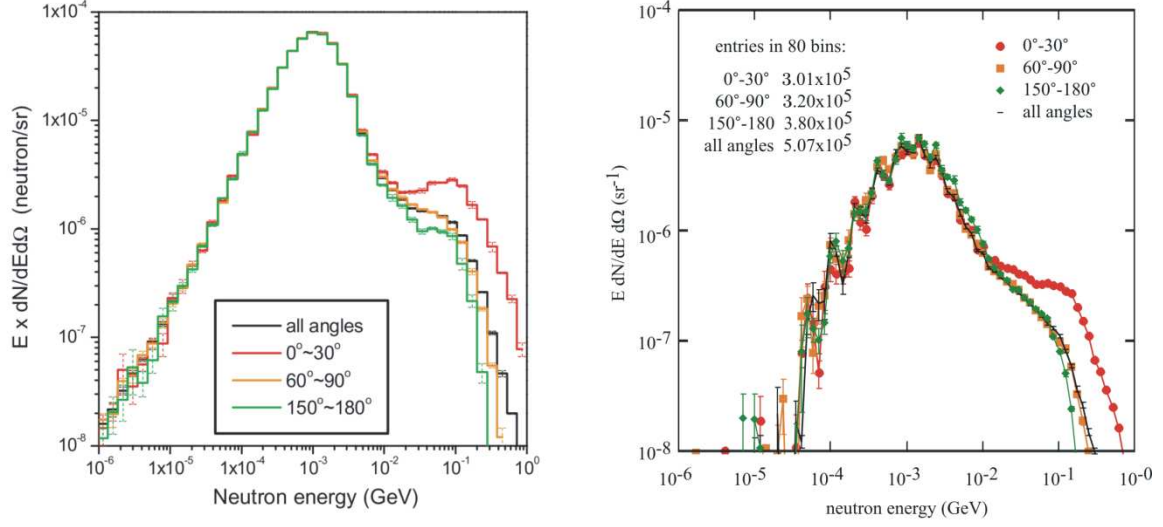 E x dN/dEdΩ (neutron/sr)
1x10⁻³
1x10⁻⁴
1x10⁻⁵
10⁻⁶
10⁻⁷
10⁻⁸
all angles
0°~30°
60°~90°
150°~180°
10⁻⁶ 1x10⁻⁵ 1x10⁻⁴ 10⁻³ 10⁻² 10⁻¹ 10⁰
Neutron energy (GeV)
E dN/dE dΩ (sr⁻¹)
10⁻⁴
10⁻⁵
10⁻⁶
10⁻⁷
10⁻⁸
entries in 80 bins:
0°-30° 3.01x10⁵
60°-90° 3.20x10⁵
150°-180 3.80x10⁵
all angles 5.07x10⁵
0°-30°
60°-90°
150°-180°
all angles
10⁻⁶ 10⁻⁵ 10⁻⁴ 10⁻³ 10⁻² 10⁻¹ 10⁻⁰
neutron energy (GeV)